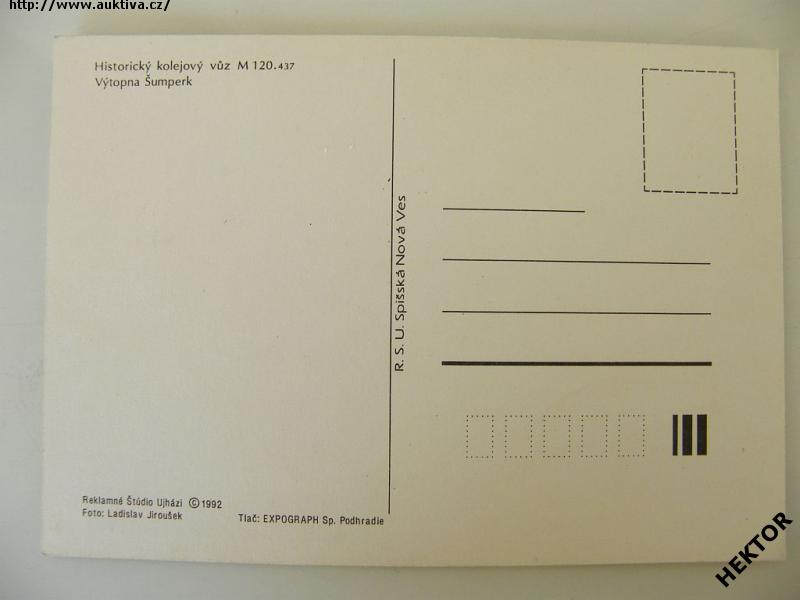 http://www.auktiva.cz/
Historický kolejový vůz M 120.437
Výtopna Šumperk
R. S. U. Spišská Nová Ves
Reklamné Štúdio Ujházi ©1992
Foto: Ladislav Jiroušek
Tlač: EXPOGRAPH Sp. Podhradie
HEKTOR